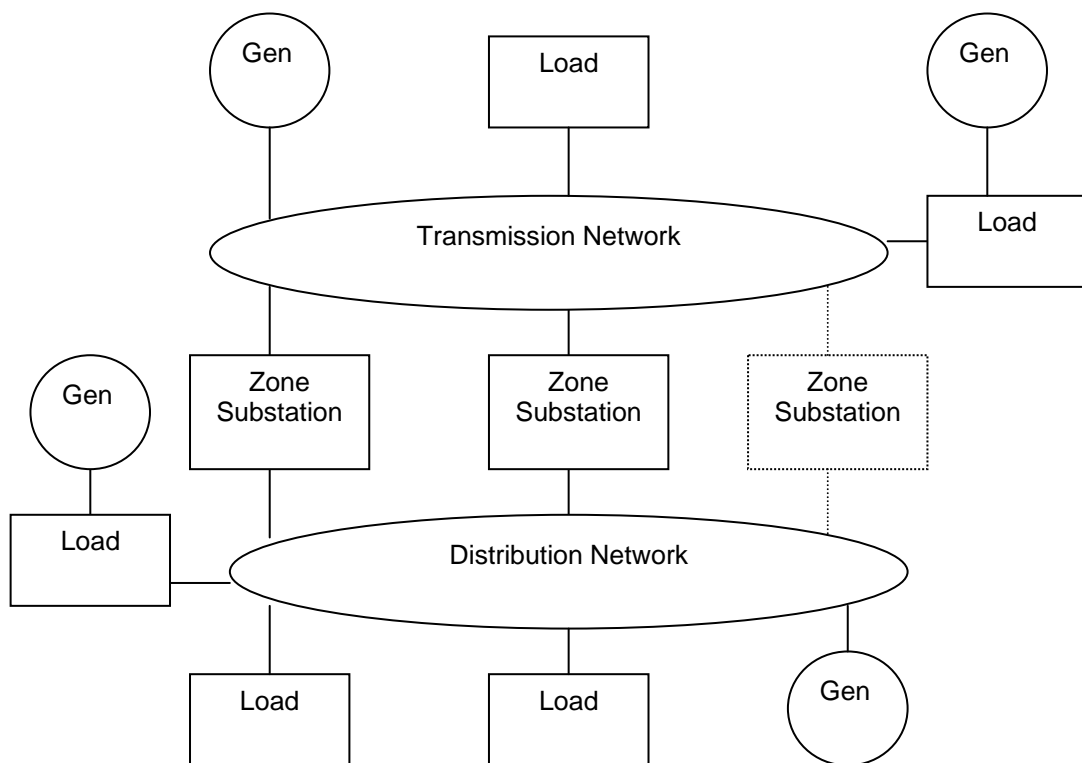 Gen
Load
Gen
Load
Transmission Network
Zone
Substation
Zone
Substation
Zone
Substation
Gen
Load
Distribution Network
Load
Load
Gen